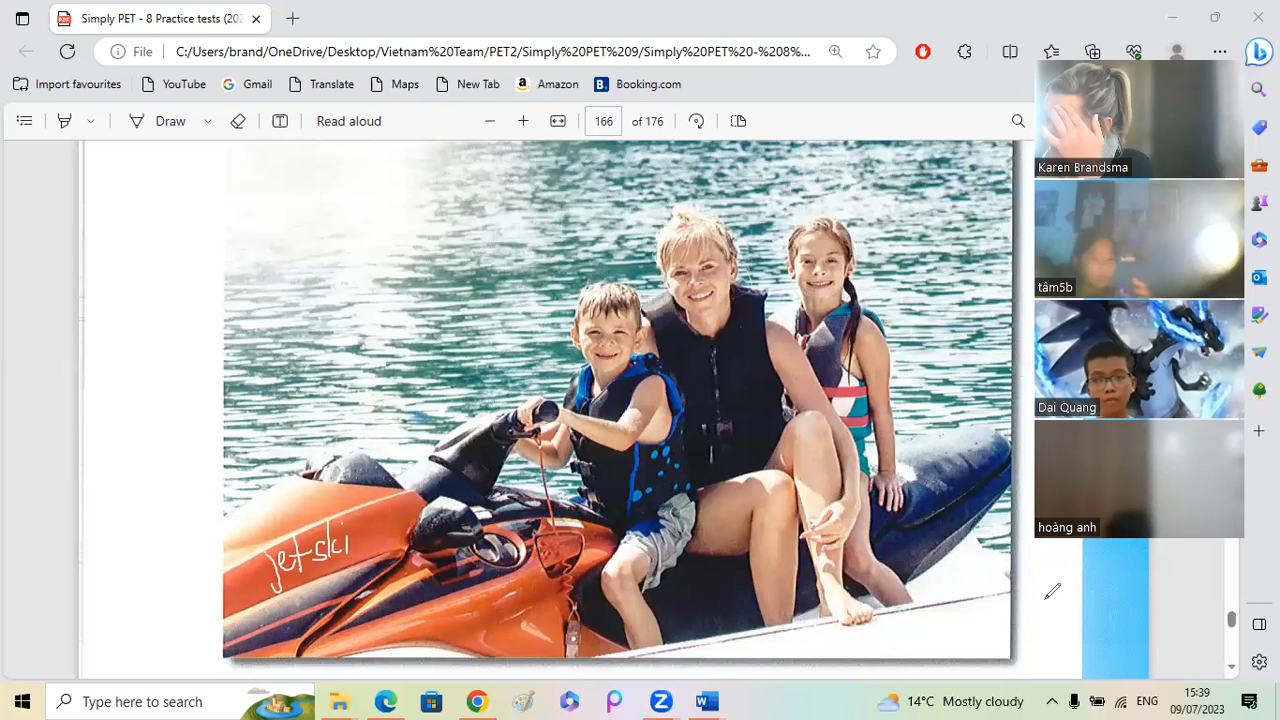 Simply PET - 8 Practice tests (202
File
C:/Users/brand/OneDrive/Desktop/Vietnam%20Team/PET2/Simply%20PET%209/Simply%20PET%20-%208%...
Import favourites
YouTube
Gmail
Translate
Maps
New Tab
Amazon
Booking.com
Draw
Read aloud
166
of 176
Karen Brandsma
tâm5b
Dai Quang
hoàng anh
jetski
Type here to search
14°C Mostly cloudy
ENG
15:39
09/07/2023